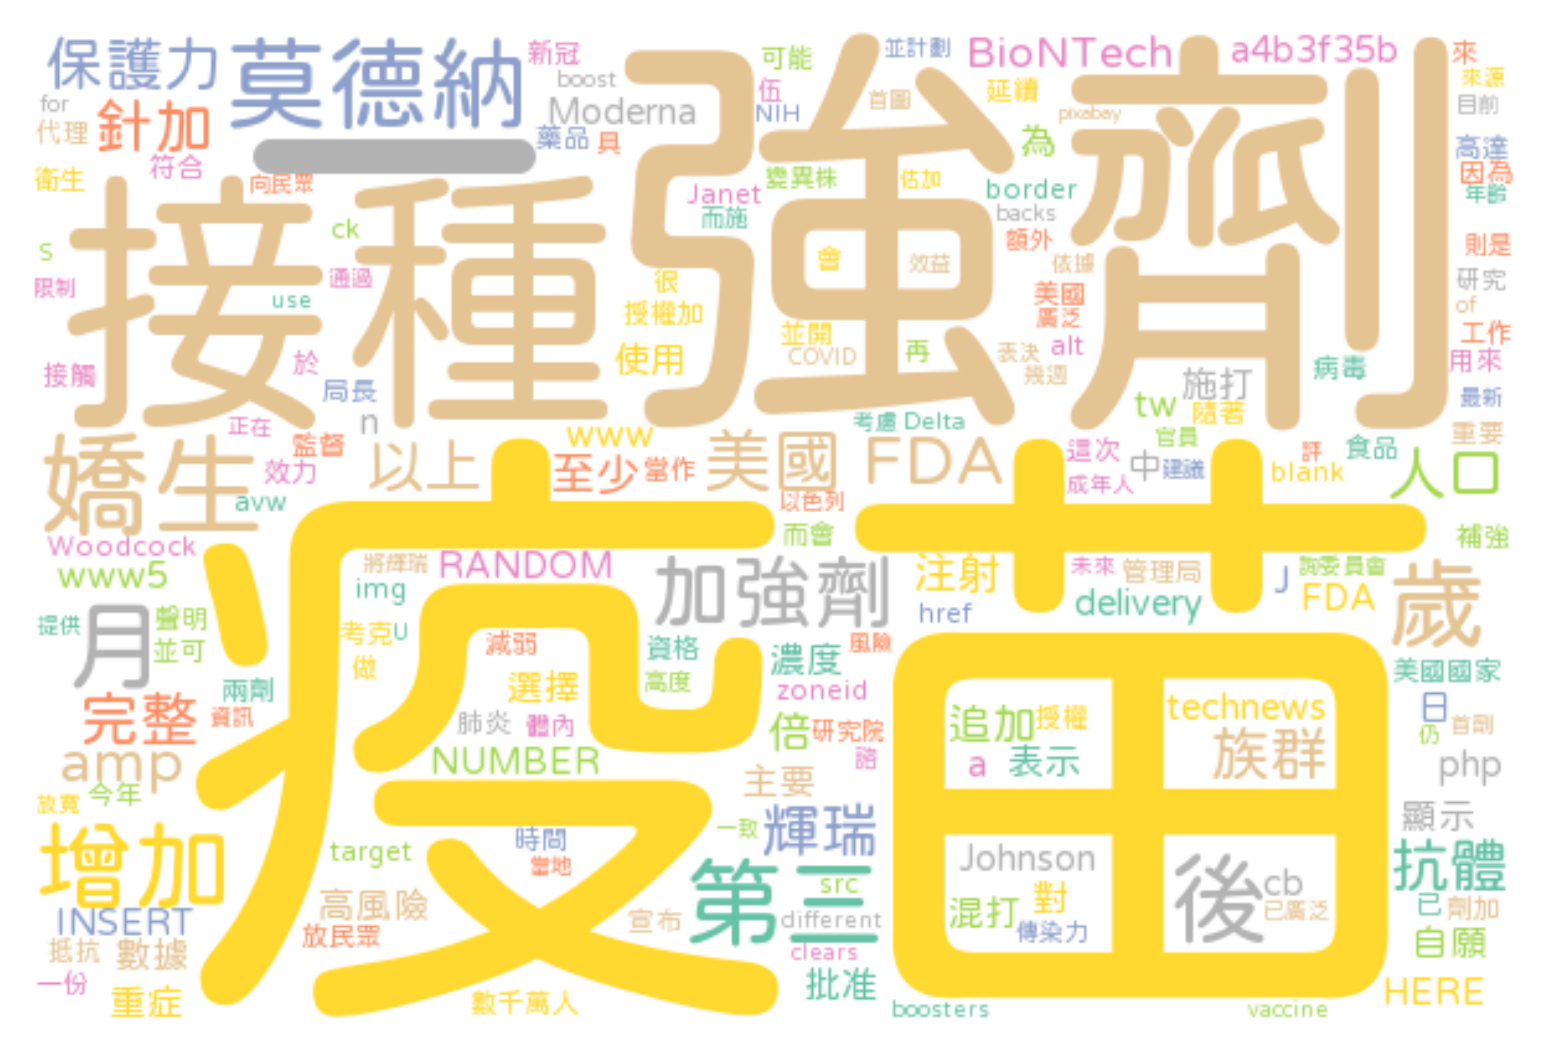 保護力
莫德納
新冠
boost
Moderna
藥品
具
for
代理
針加
符合
衛生
向民眾
一
強劑
可能
伍
NIH
並計劃
首圖
BioNTech
延續
為
a4b3f35b
pixabay
來
來源
目前
高達
因為
年齡
Janet
而施
變異株
估加
border
backs
額外
接種
ck
通過
use
s
限制
於
局長
接觸
很
授權加
使用
會
效益
並開
COVID
再
依據
美國
廣泛
表決
幾週
alt
則是
研究
of
工作
用來
病毒
最新
施打
tw
隨著
官員
重要
食品
正在
監督
n
效力
avw
嬌生
以上
www
至少
當作
美國
FDA
考慮
Delta
這次
成年人
中
建議
評
blank
人口
以色列
而會
補強
Woodcock
www5
疫苗
將輝瑞
RANDOM
img
加強劑
注射
href
未來
管理局
詢委員會
delivery
J
FDA
歲
提供
月
聲明
並可
考克
U
做
減弱
資格
風險
濃度
高度
zoneid
選擇
兩劑
資訊
完整
肺炎
體內
倍
研究院
諮
追加
授權
technews
a
表示
族群
美國國家
日
仍
首劑
php
amp
NUMBER
主要
放寬
今年
增加
時間
當地
target
一致
輝瑞
顯示
第三
src
different
clears
Johnson
後
cb
已廣泛
抗體
混打
對
傳染力
已
劑加
自願
INSERT
高風險
放民眾
宣布
抵抗
數據
一份
重症
數千萬人
批准
boosters
vaccine
HERE